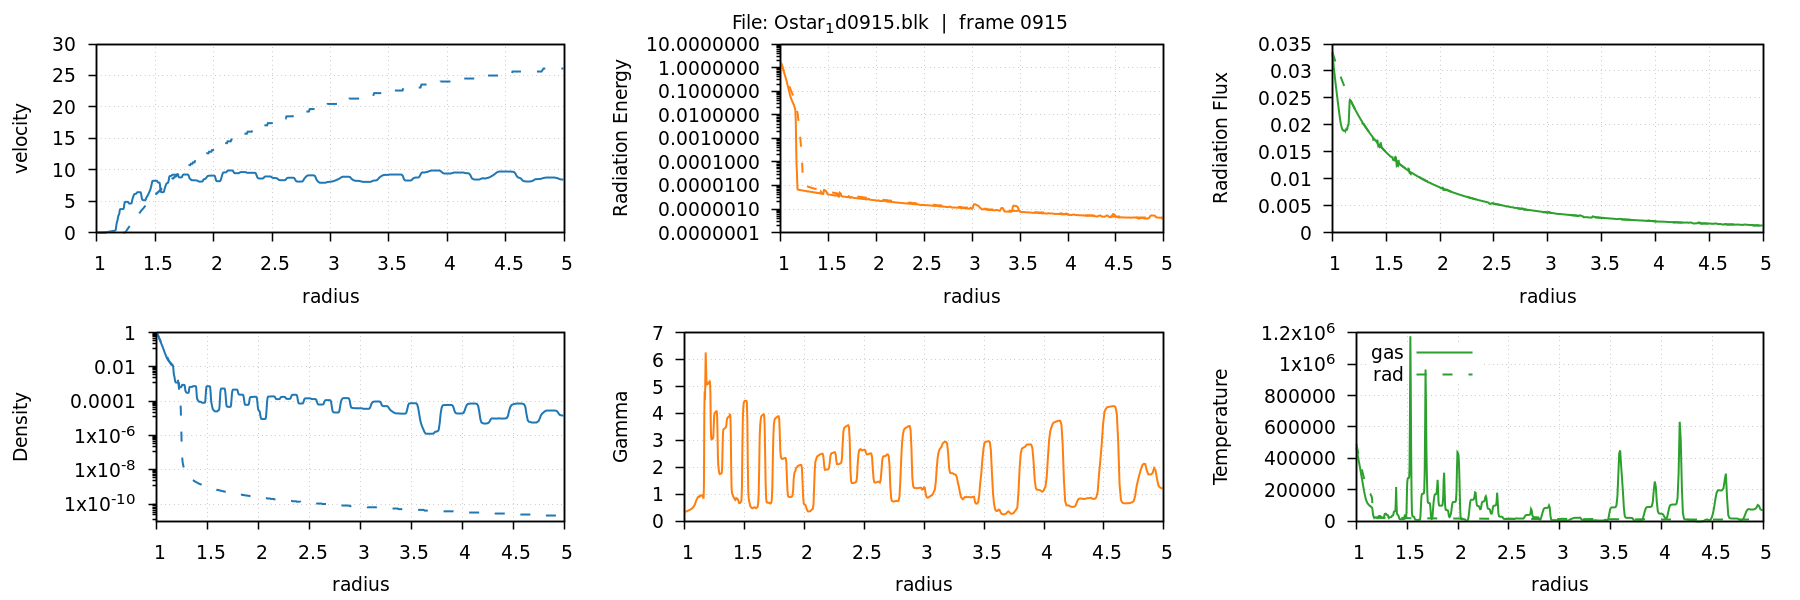 File: Ostar₁d0915.blk | frame 0915
30
25
20
15
10
5
0
velocity
1 1.5 2 2.5 3 3.5 4 4.5 5
radius
10.0000000
1.0000000
0.1000000
0.0100000
0.0010000
0.0001000
0.0000100
0.0000010
0.0000001
Radiation Energy
1 1.5 2 2.5 3 3.5 4 4.5 5
radius
0.035
0.03
0.025
0.02
0.015
0.01
0.005
0
Radiation Flux
1 1.5 2 2.5 3 3.5 4 4.5 5
radius
1
0.01
0.0001
1x10⁻⁶
1x10⁻⁸
1x10⁻¹⁰
Density
1 1.5 2 2.5 3 3.5 4 4.5 5
radius
7
6
5
4
3
2
1
0
Gamma
1 1.5 2 2.5 3 3.5 4 4.5 5
radius
1.2x10⁶
1x10⁶
800000
600000
400000
200000
0
Temperature
gas
rad
1 1.5 2 2.5 3 3.5 4 4.5 5
radius